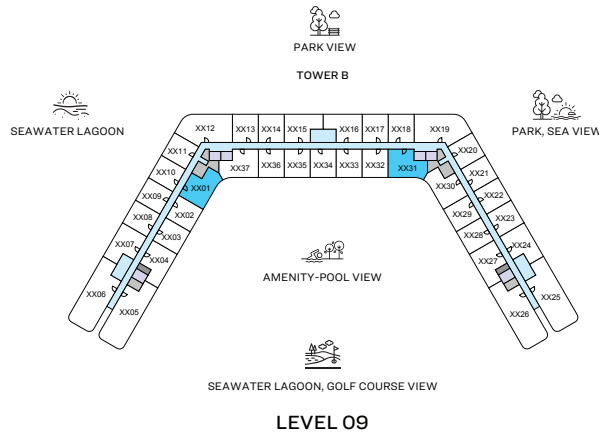 PARK VIEW
TOWER B
SEAWATER LAGOON
PARK, SEA VIEW
XX12
XX13
XX14
XX15
XX16
XX17
XX18
XX19
XX11
XX10
XX09
XX08
XX07
XX06
XX01
XX02
XX03
XX04
XX05
XX37
XX36
XX35
XX34
XX33
XX32
XX31
XX30
XX29
XX28
XX27
XX26
XX20
XX21
XX22
XX23
XX24
XX25
AMENITY-POOL VIEW
SEAWATER LAGOON, GOLF COURSE VIEW
LEVEL 09